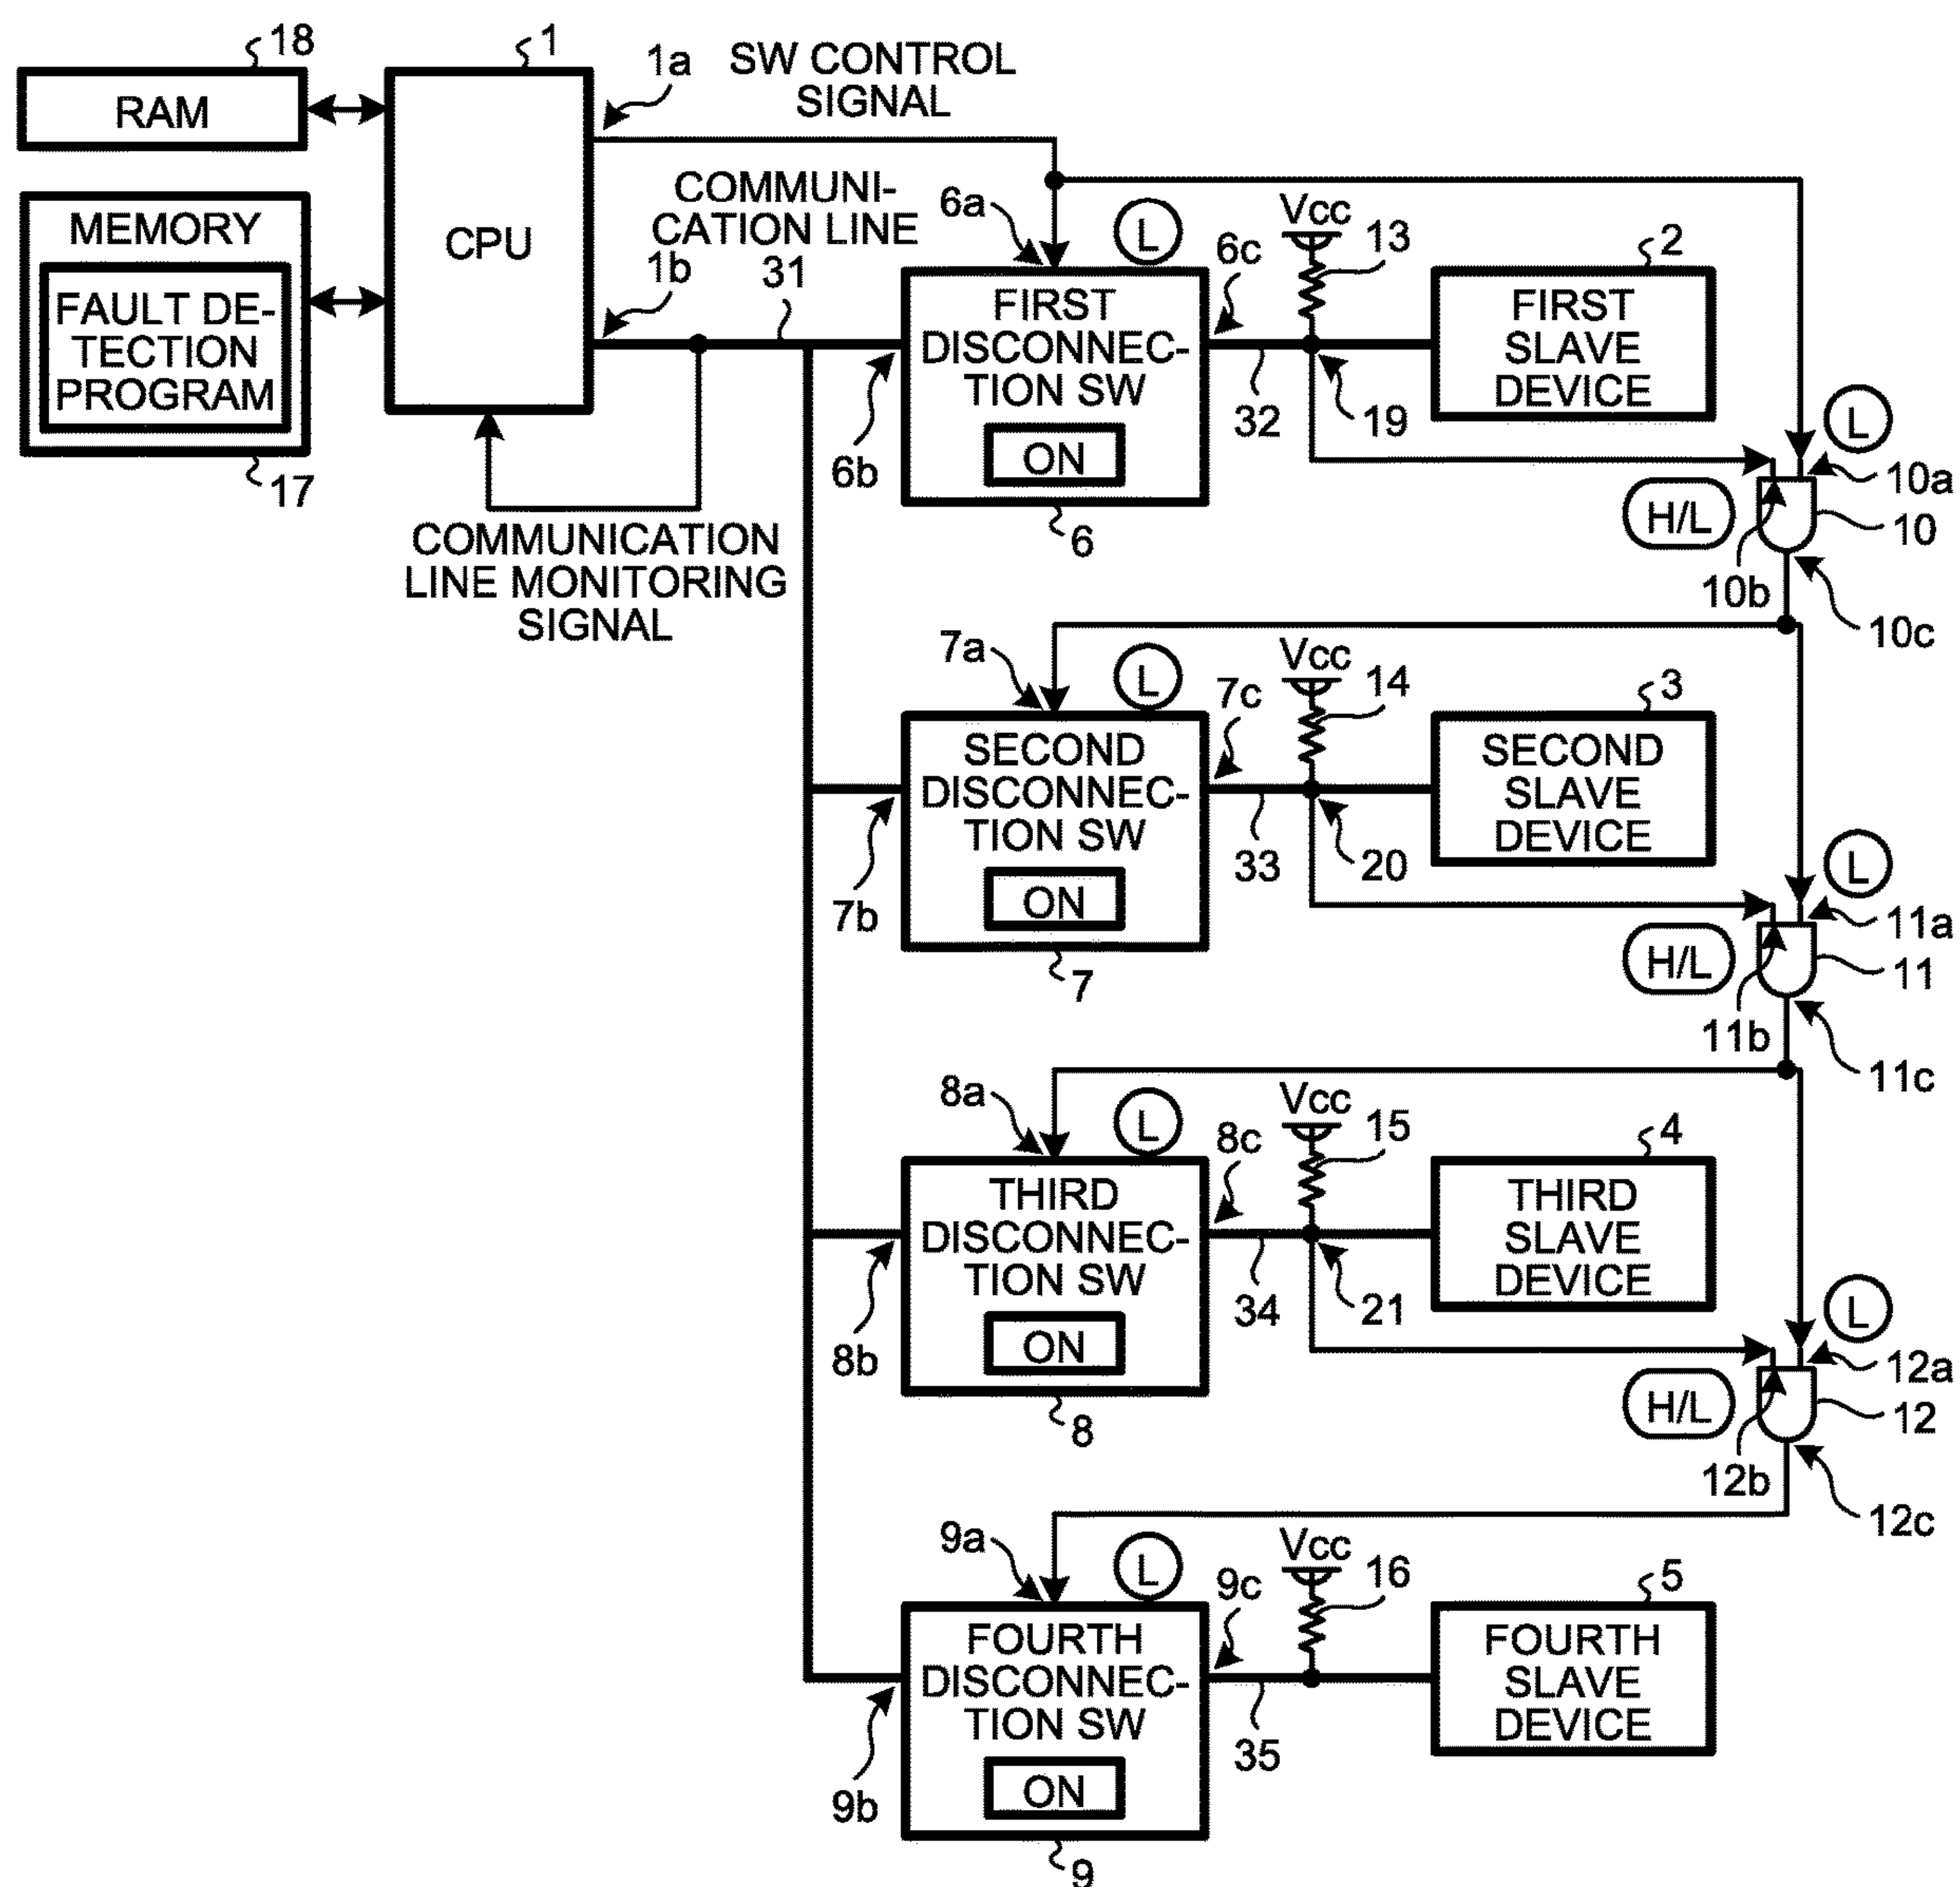 18
RAM
1
CPU
1a
SW CONTROL
SIGNAL
MEMORY
FAULT DE-
TECTION
PROGRAM
17
COMMUNI-
CATION LINE
1b
31
COMMUNICATION
LINE MONITORING
SIGNAL
6a
L
6c
Vcc
13
2
FIRST
DISCONNEC-
TION SW
ON
6b
6
32
19
FIRST
SLAVE
DEVICE
L
10a
H/L
10
10b
10c
7a
L
7c
Vcc
14
3
SECOND
DISCONNEC-
TION SW
ON
7b
7
33
20
SECOND
SLAVE
DEVICE
L
11a
H/L
11
11b
11c
8a
L
8c
Vcc
15
4
THIRD
DISCONNEC-
TION SW
ON
8b
8
34
21
THIRD
SLAVE
DEVICE
L
12a
H/L
12
12b
12c
9a
L
9c
Vcc
16
5
FOURTH
DISCONNEC-
TION SW
ON
9b
9
35
FOURTH
SLAVE
DEVICE